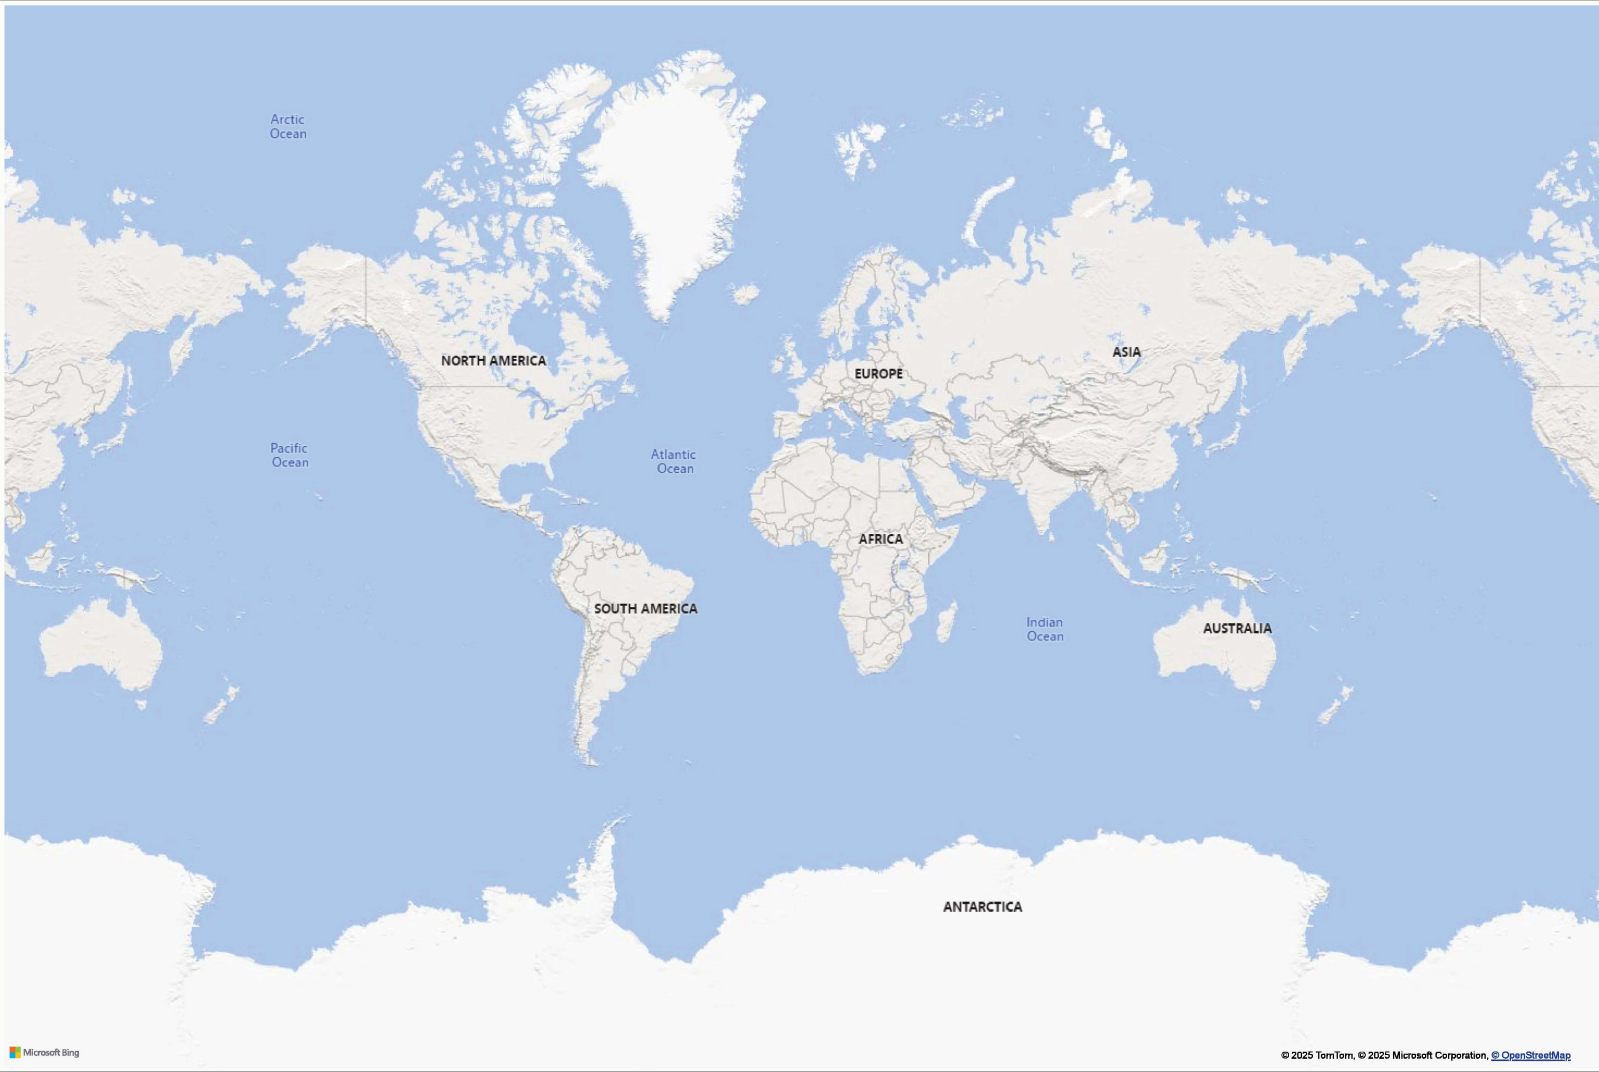 Arctic
Ocean
NORTH AMERICA
ASIA
EUROPE
Pacific
Ocean
Atlantic
Ocean
AFRICA
SOUTH AMERICA
Indian
Ocean
AUSTRALIA
ANTARCTICA
Microsoft Bing
© 2025 TomTom, © 2025 Microsoft Corporation, © OpenStreetMap